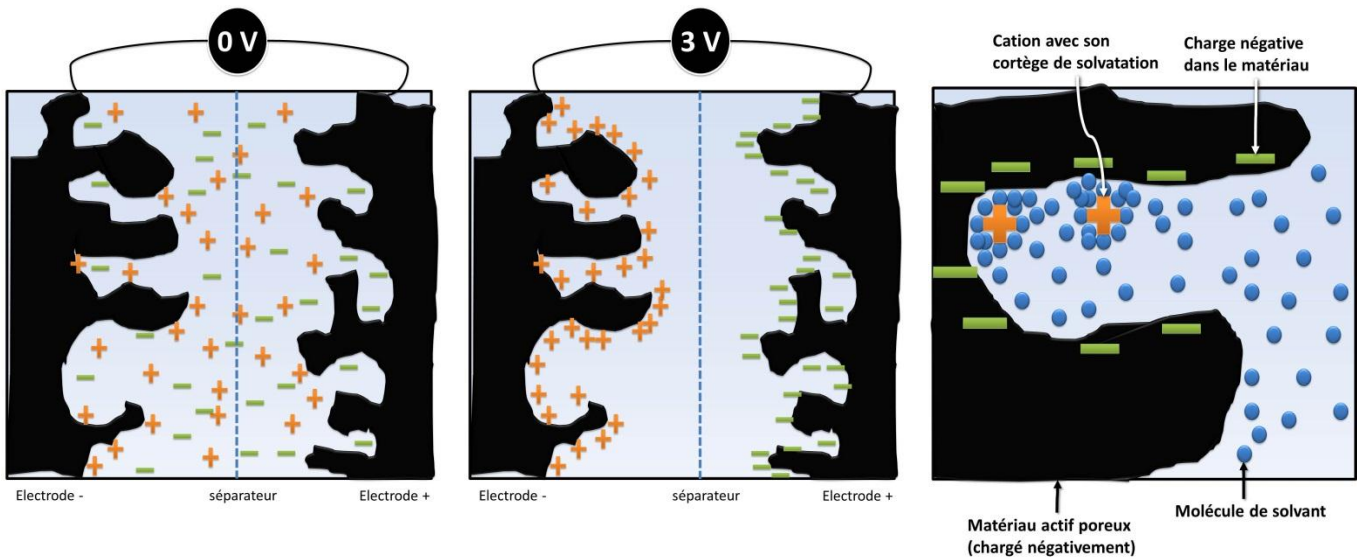 0 V
Electrode -
séparateur
Electrode +
3 V
Electrode -
séparateur
Electrode +
Cation avec son
cortège de solvatation
Charge négative
dans le matériau
Matériau actif poreux
(chargé négativement)
Molécule de solvant